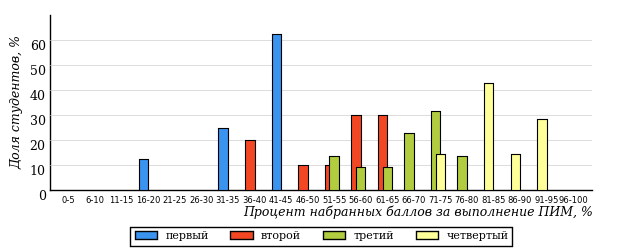 Доля студентов, %
60
50
40
30
20
10
0
0-5 6-10 11-15 16-20 21-25 26-30 31-35 36-40 41-45 46-50 51-55 56-60 61-65 66-70 71-75 76-80 81-85 86-90 91-95 96-100
Процент набранных баллов за выполнение ПИМ, %
первый второй третий четвертый